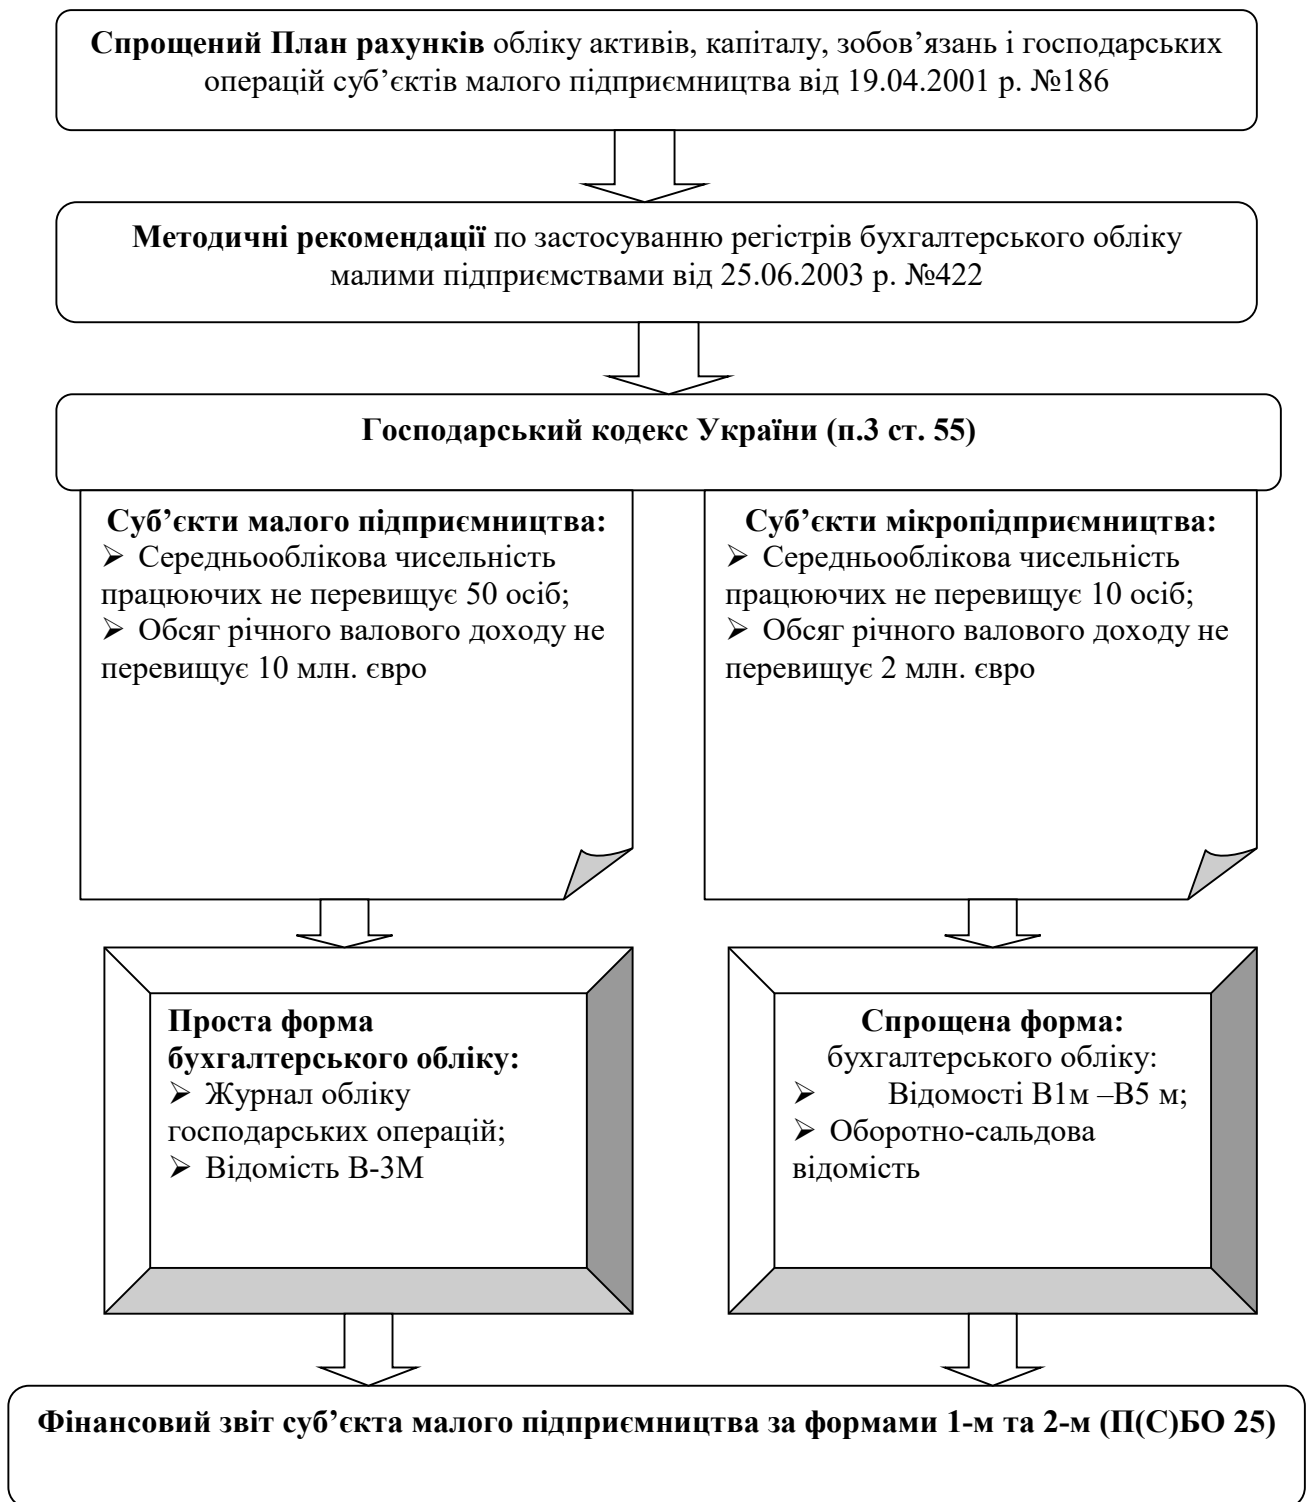 Спрощений План рахунків обліку активів, капіталу, зобов’язань і господарських
операцій суб’єктів малого підприємництва від 19.04.2001 р. №186
Методичні рекомендації по застосуванню регістрів бухгалтерського обліку
малими підприємствами від 25.06.2003 р. №422
Господарський кодекс України (п.3 ст. 55)
Суб’єкти малого підприємництва:
➢ Середньооблікова чисельність
працюючих не перевищує 50 осіб;
➢ Обсяг річного валового доходу не
перевищує 10 млн. євро
Суб’єкти мікропідприємництва:
➢ Середньооблікова чисельність
працюючих не перевищує 10 осіб;
➢ Обсяг річного валового доходу не
перевищує 2 млн. євро
Проста форма
бухгалтерського обліку:
➢ Журнал обліку
господарських операцій;
➢ Відомість В-3М
Спрощена форма:
бухгалтерського обліку:
➢ Відомості В1м –В5 м;
➢ Оборотно-сальдова
відомість
Фінансовий звіт суб’єкта малого підприємництва за формами 1-м та 2-м (П(С)БО 25)